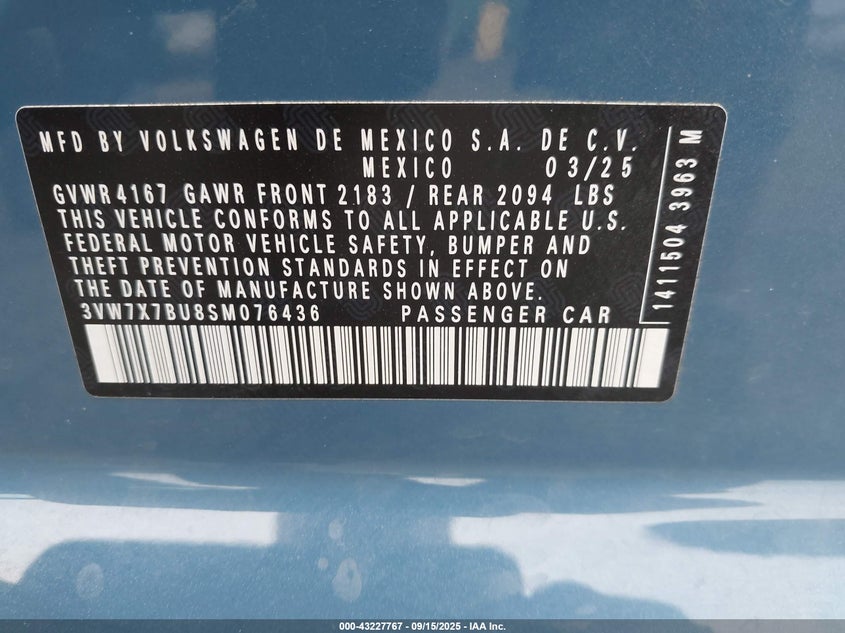 MFD BY VOLKSWAGEN DE MEXICO S.A. DE C.V.
MEXICO 03/25
GVWR 4167 GAWR FRONT 2183 / REAR 2094 LBS
THIS VEHICLE CONFORMS TO ALL APPLICABLE U.S.
FEDERAL MOTOR VEHICLE SAFETY, BUMPER AND
THEFT PREVENTION STANDARDS IN EFFECT ON
THE DATE OF MANUFACTURE SHOWN ABOVE.
3VW7X7BU8SM076436 PASSENGER CAR
1411504 3963 M
000-43227767 - 09/15/2025 - IAA Inc.